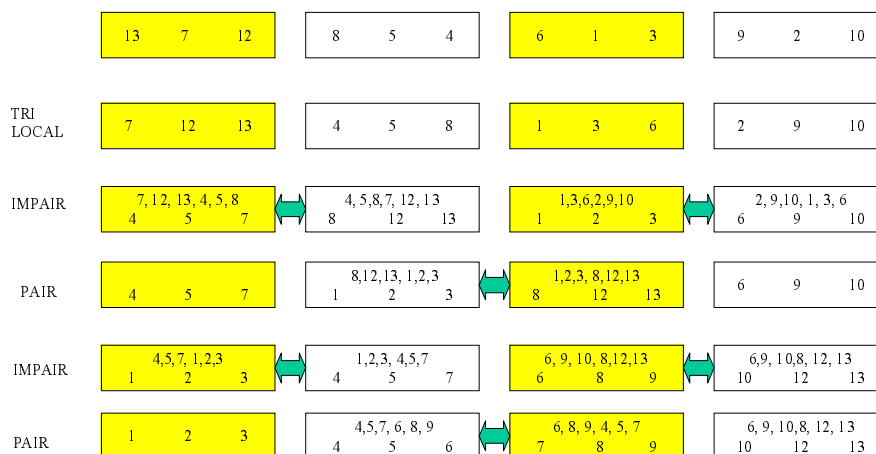 13 7 12 8 5 4 6 1 3 9 2 10
TRI
LOCAL
7 12 13 4 5 8 1 3 6 2 9 10
IMPAIR
7, 12, 13, 4, 5, 8 4, 5,8,7, 12, 13 1,3,6,2,9,10 2, 9,10, 1, 3, 6
4 5 7 8 12 13 1 2 3 6 9 10
PAIR
8,12,13, 1,2,3 1,2,3, 8,12,13
4 5 7 1 2 3 8 12 13 6 9 10
IMPAIR
4,5,7, 1,2,3 1,2,3, 4,5,7 6, 9, 10, 8,12,13 6,9, 10,8, 12, 13
1 2 3 4 5 7 6 8 9 10 12 13
PAIR
4,5,7, 6, 8, 9 6, 8, 9, 4, 5, 7 6, 9, 10,8, 12, 13
1 2 3 4 5 6 7 8 9 10 12 13